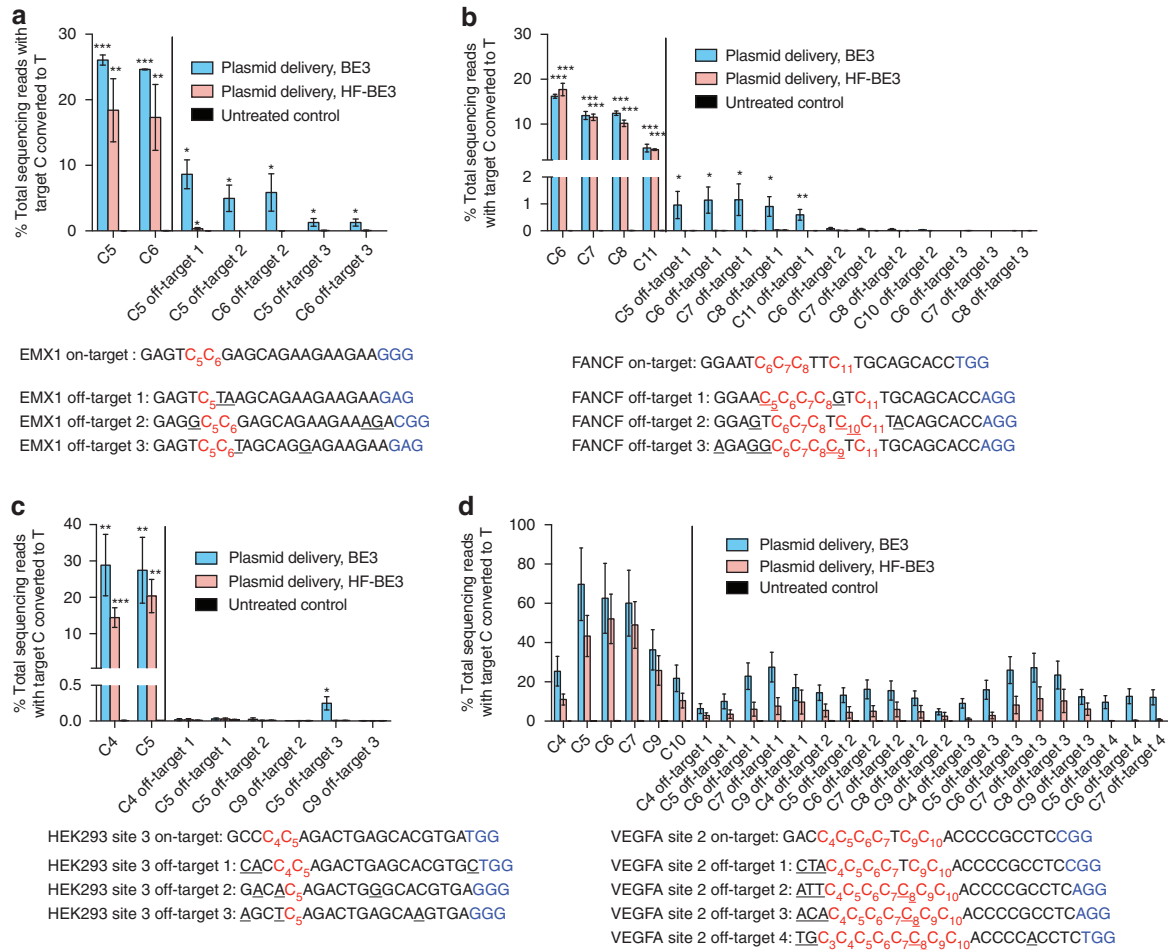 a
% Total sequencing reads with
target C converted to T
30
20
10
0
*** ** *** ** * * * * * *
Plasmid delivery, BE3
Plasmid delivery, HF-BE3
Untreated control
C5
C6
C5 off-target 1
C5 off-target 2
C6 off-target 2
C5 off-target 3
C6 off-target 3
EMX1 on-target : GAGTC5C6GAGCAGAAGAAGAAGGG
EMX1 off-target 1: GAGTC5TAAGCAGAAGAAGAAGAG
EMX1 off-target 2: GAGGC5C6GAGCAGAAGAAAGACGG
EMX1 off-target 3: GAGTC5C6TAGCAGGAGAAGAAGAG
b
% Total sequencing reads
with target C converted to T
30
20
10
2
1
0
*** *** *** *** *** *** *** *** * * * * **
Plasmid delivery, BE3
Plasmid delivery, HF-BE3
Untreated control
C6
C7
C8
C11
C5 off-target 1
C6 off-target 1
C7 off-target 1
C8 off-target 1
C11 off-target 1
C6 off-target 2
C7 off-target 2
C8 off-target 2
C10 off-target 2
C6 off-target 3
C7 off-target 3
C8 off-target 3
FANCF on-target: GGAATC6C7C8TTC11TGCAGCACCTGG
FANCF off-target 1: GGAAC5C6C7C8GTC11TGCAGCACCAGG
FANCF off-target 2: GGAGTC6C7C8TC10C11TACAGCACCAGG
FANCF off-target 3: AGAGGC6C7C8C9TC11TGCAGCACCAGG
c
% Total sequencing reads
with target C converted to T
40
30
20
10
0.5
0.0
** *** ** ** *
Plasmid delivery, BE3
Plasmid delivery, HF-BE3
Untreated control
C4
C5
C4 off-target 1
C5 off-target 1
C5 off-target 2
C9 off-target 2
C5 off-target 3
C9 off-target 3
HEK293 site 3 on-target: GCCC4C5AGACTGAGCACGTGATGG
HEK293 site 3 off-target 1: CACC4C5AGACTGAGCACGTGCTGG
HEK293 site 3 off-target 2: GACAC5AGACTGGGCACGTGAGGG
HEK293 site 3 off-target 3: AGCTC5AGACTGAGCAAGTGAGGG
d
% Total sequencing reads
with target C converted to T
100
80
60
40
20
0
Plasmid delivery, BE3
Plasmid delivery, HF-BE3
Untreated control
C4
C5
C6
C7
C9
C10
C4 off-target 1
C5 off-target 1
C6 off-target 1
C7 off-target 1
C9 off-target 1
C4 off-target 2
C5 off-target 2
C6 off-target 2
C7 off-target 2
C8 off-target 2
C9 off-target 2
C4 off-target 3
C5 off-target 3
C6 off-target 3
C7 off-target 3
C8 off-target 3
C9 off-target 3
C5 off-target 4
C6 off-target 4
C7 off-target 4
VEGFA site 2 on-target: GACC4C5C6C7TC9C10ACCCCGCCTCCGG
VEGFA site 2 off-target 1: CTAC4C5C6C7TC9C10ACCCCGCCTCCGG
VEGFA site 2 off-target 2: ATTC4C5C6C7C8C9C10ACCCCGCCTCAGG
VEGFA site 2 off-target 3: ACAC4C5C6C7C8C9C10ACCCCGCCTCAGG
VEGFA site 2 off-target 4: TGC3C4C5C6C7C8C9C10ACCCCACCTCTGG